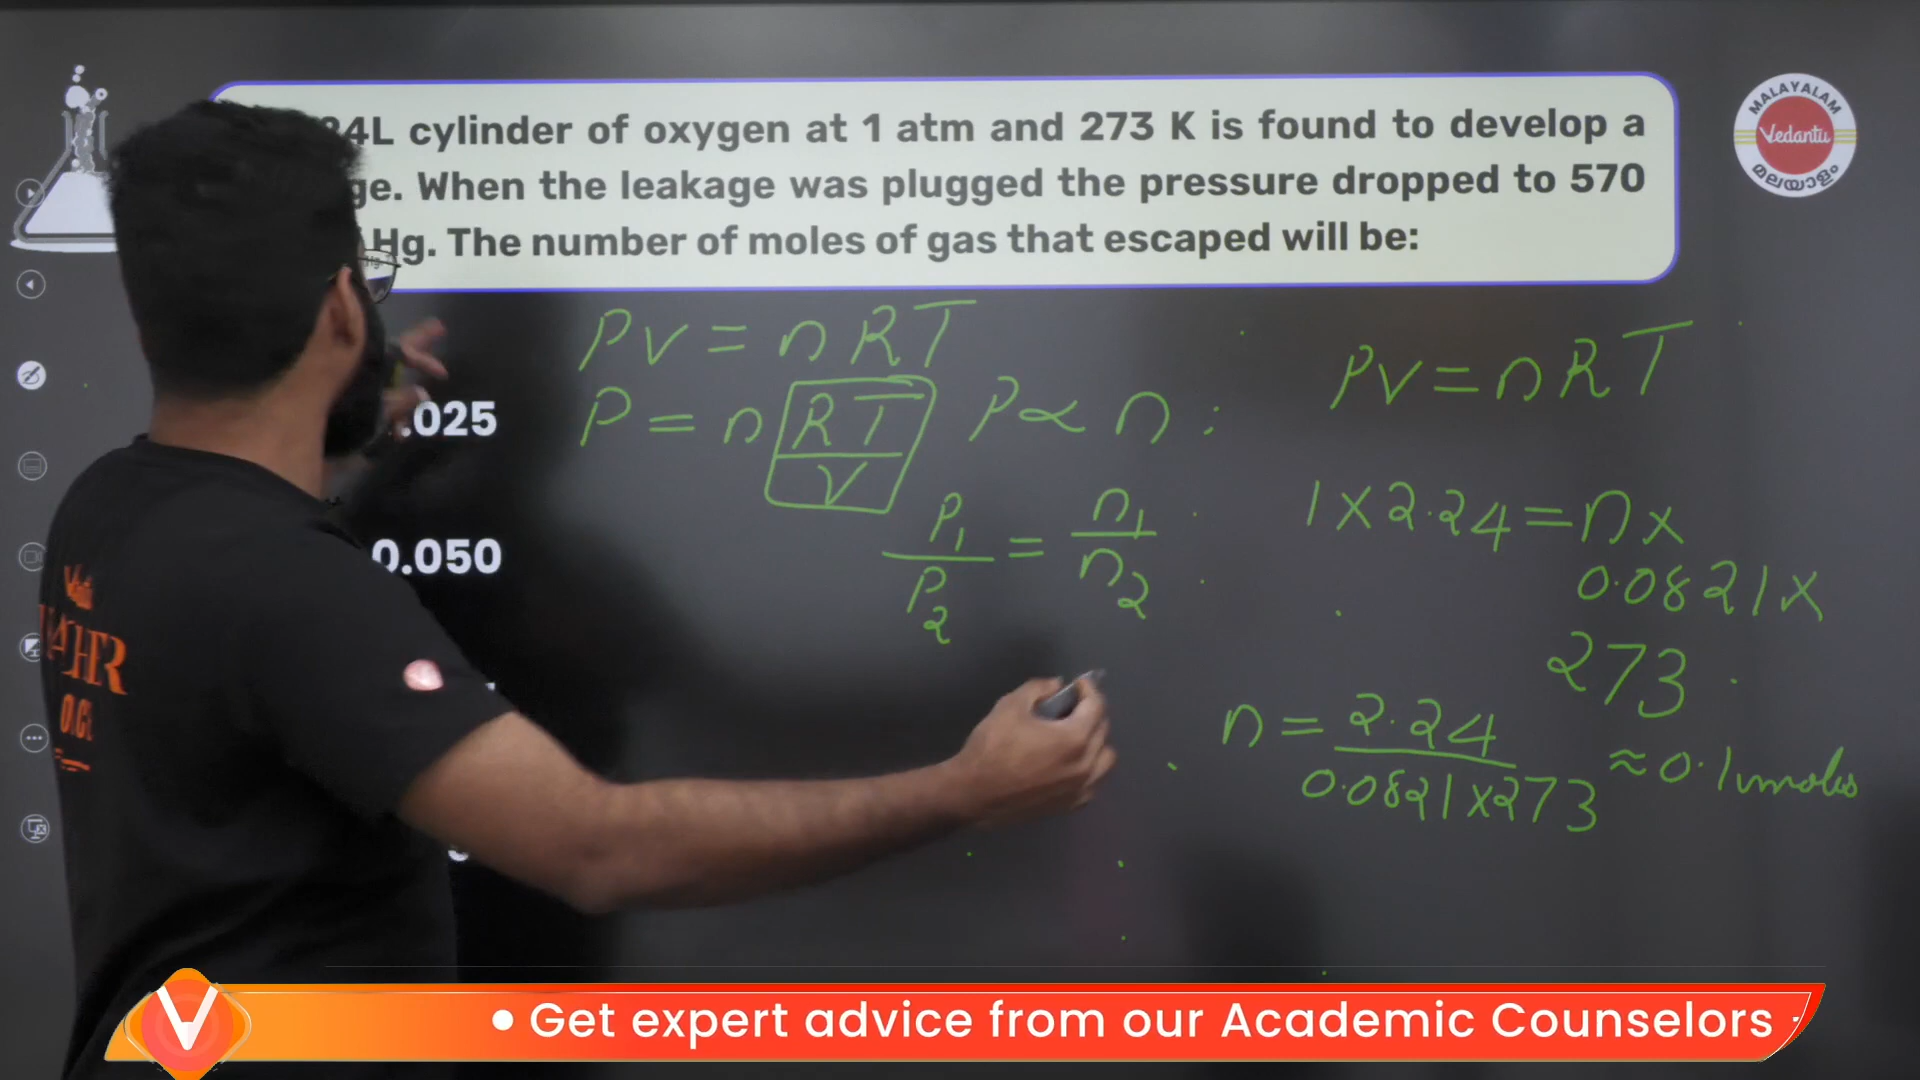 24L cylinder of oxygen at 1 atm and 273 K is found to develop a
ge. When the leakage was plugged the pressure dropped to 570
Hg. The number of moles of gas that escaped will be:
MALAYALAM
Vedantu
മലയാളം
PV = nRT
P = n RT/V P ∝ n
P1/P2 = n1/n2
PV = nRT
1 x 2.24 = n x
0.0821 x
273
n = 2.24/0.0821x273 ≈ 0.1 moles
.025
0.050
V
• Get expert advice from our Academic Counselors